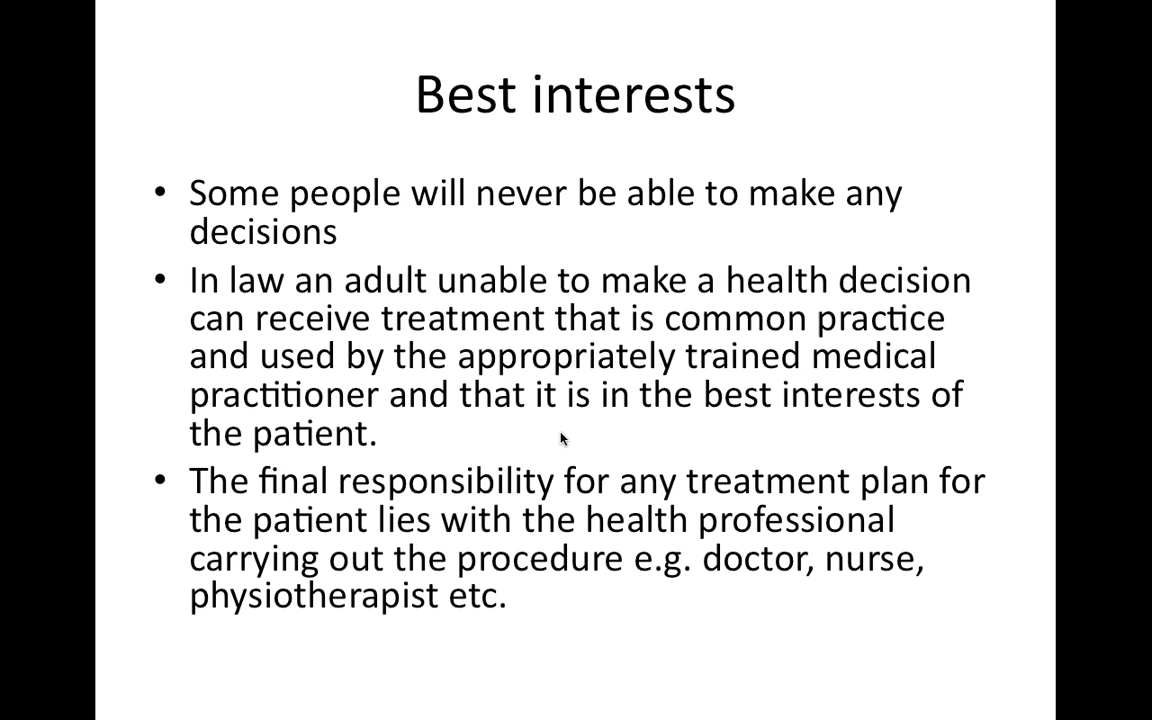 Best interests
• Some people will never be able to make any
decisions
• In law an adult unable to make a health decision
can receive treatment that is common practice
and used by the appropriately trained medical
practitioner and that it is in the best interests of
the patient.
• The final responsibility for any treatment plan for
the patient lies with the health professional
carrying out the procedure e.g. doctor, nurse,
physiotherapist etc.